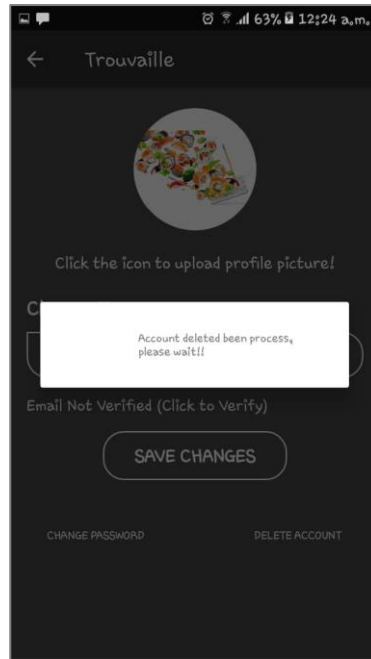 63% 12:24 a.m.
Trouvaille
Click the icon to upload profile picture!
C
Account deleted been process,
please wait!!
Email Not Verified (Click to Verify)
SAVE CHANGES
CHANGE PASSWORD DELETE ACCOUNT